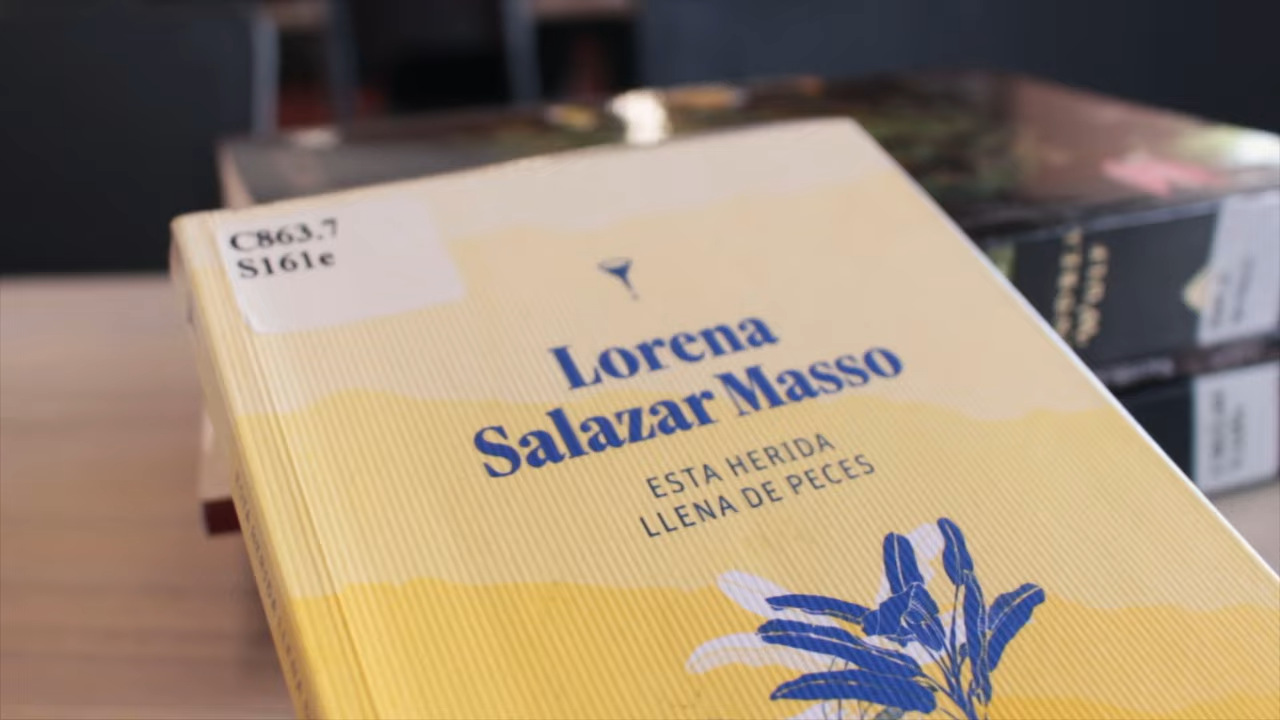 C863.7
S161e
Lorena
Salazar Masso
ESTA HERIDA
LLENA DE PECES